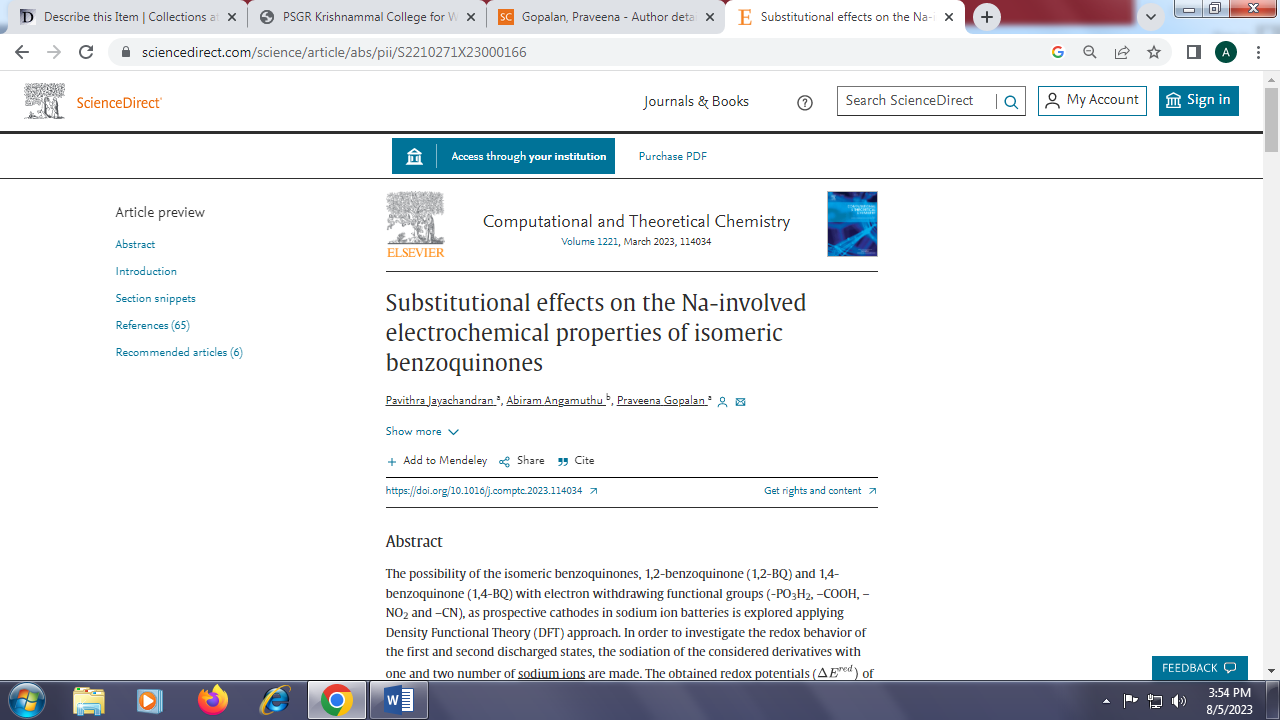 Describe this Item | Collections at
PSGR Krishnammal College for W
SC Gopalan, Praveena - Author deta
Substitutional effects on the Na-i
sciencedirect.com/science/article/abs/pii/S2210271X23000166
A
ScienceDirect
Journals & Books
Search ScienceDirect
My Account
Sign in
Access through your institution
Purchase PDF
Article preview
Abstract
Introduction
Section snippets
References (65)
Recommended articles (6)
ELSEVIER
Computational and Theoretical Chemistry
Volume 1221, March 2023, 114034
Substitutional effects on the Na-involved
electrochemical properties of isomeric
benzoquinones
Pavithra Jayachandran a, Abiram Angamuthu b, Praveena Gopalan a
Show more
+ Add to Mendeley Share Cite
https://doi.org/10.1016/j.comptc.2023.114034
Get rights and content
Abstract
The possibility of the isomeric benzoquinones, 1,2-benzoquinone (1,2-BQ) and 1,4-
benzoquinone (1,4-BQ) with electron withdrawing functional groups (-PO₃H₂, –COOH, –
NO₂ and –CN), as prospective cathodes in sodium ion batteries is explored applying
Density Functional Theory (DFT) approach. In order to investigate the redox behavior of
the first and second discharged states, the sodiation of the considered derivatives with
one and two number of sodium ions are made. The obtained redox potentials (ΔE^red) of
FEEDBACK
3:54 PM
8/5/2023